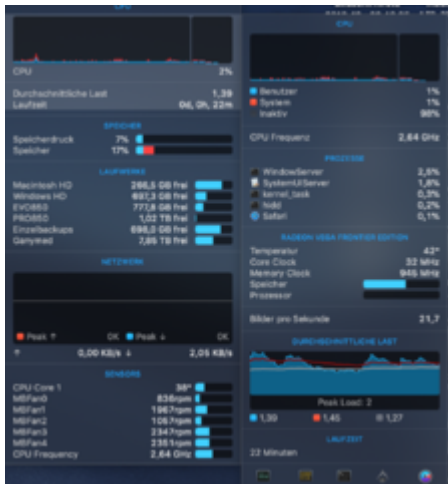 CPU
CPU 2%
Durchschnittliche Last 1,39
Laufzeit 0d, 0h, 22m
SPEICHER
Speicherdruck 7%
Speicher 17%
LAUFWERKE
Macintosh HD 266,5 GB frei
Windows HD 607,3 GB frei
EVO850 777,6 GB frei
PRO850 1,02 TB frei
Einzelbackups 696,0 GB frei
Ganymed 7,85 TB frei
NETZWERK
Peak ↑ 0K Peak ↓ 0K
↑ 0,00 KB/s ↓ 2,05 KB/s
SENSORS
CPU Core 1 38°
MBFan0 836rpm
MBFan1 1967rpm
MBFan2 1057rpm
MBFan3 2347rpm
MBFan4 2351rpm
CPU Frequency 2,64 GHz
CPU
Benutzer 1%
System 1%
Inaktiv 98%
CPU Frequenz 2,64 GHz
PROZESSE
WindowServer 2,5%
SystemUIServer 1,8%
kernel_task 0,3%
hidd 0,2%
Safari 0,1%
RADEON VEGA FRONTIER EDITION
Temperatur 42°
Core Clock 32 MHz
Memory Clock 945 MHz
Speicher
Prozessor
Bilder pro Sekunde 21,7
DURCHSCHNITTLICHE LAST
Peak Load: 2
1,39 1,45 1,27
LAUFZEIT
22 Minuten